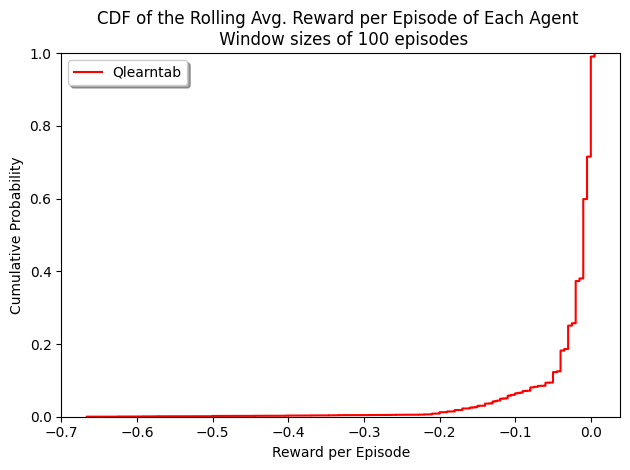 CDF of the Rolling Avg. Reward per Episode of Each Agent
Window sizes of 100 episodes
Qlearntab
1.0
0.8
0.6
0.4
0.2
0.0
Cumulative Probability
−0.7 −0.6 −0.5 −0.4 −0.3 −0.2 −0.1 0.0
Reward per Episode